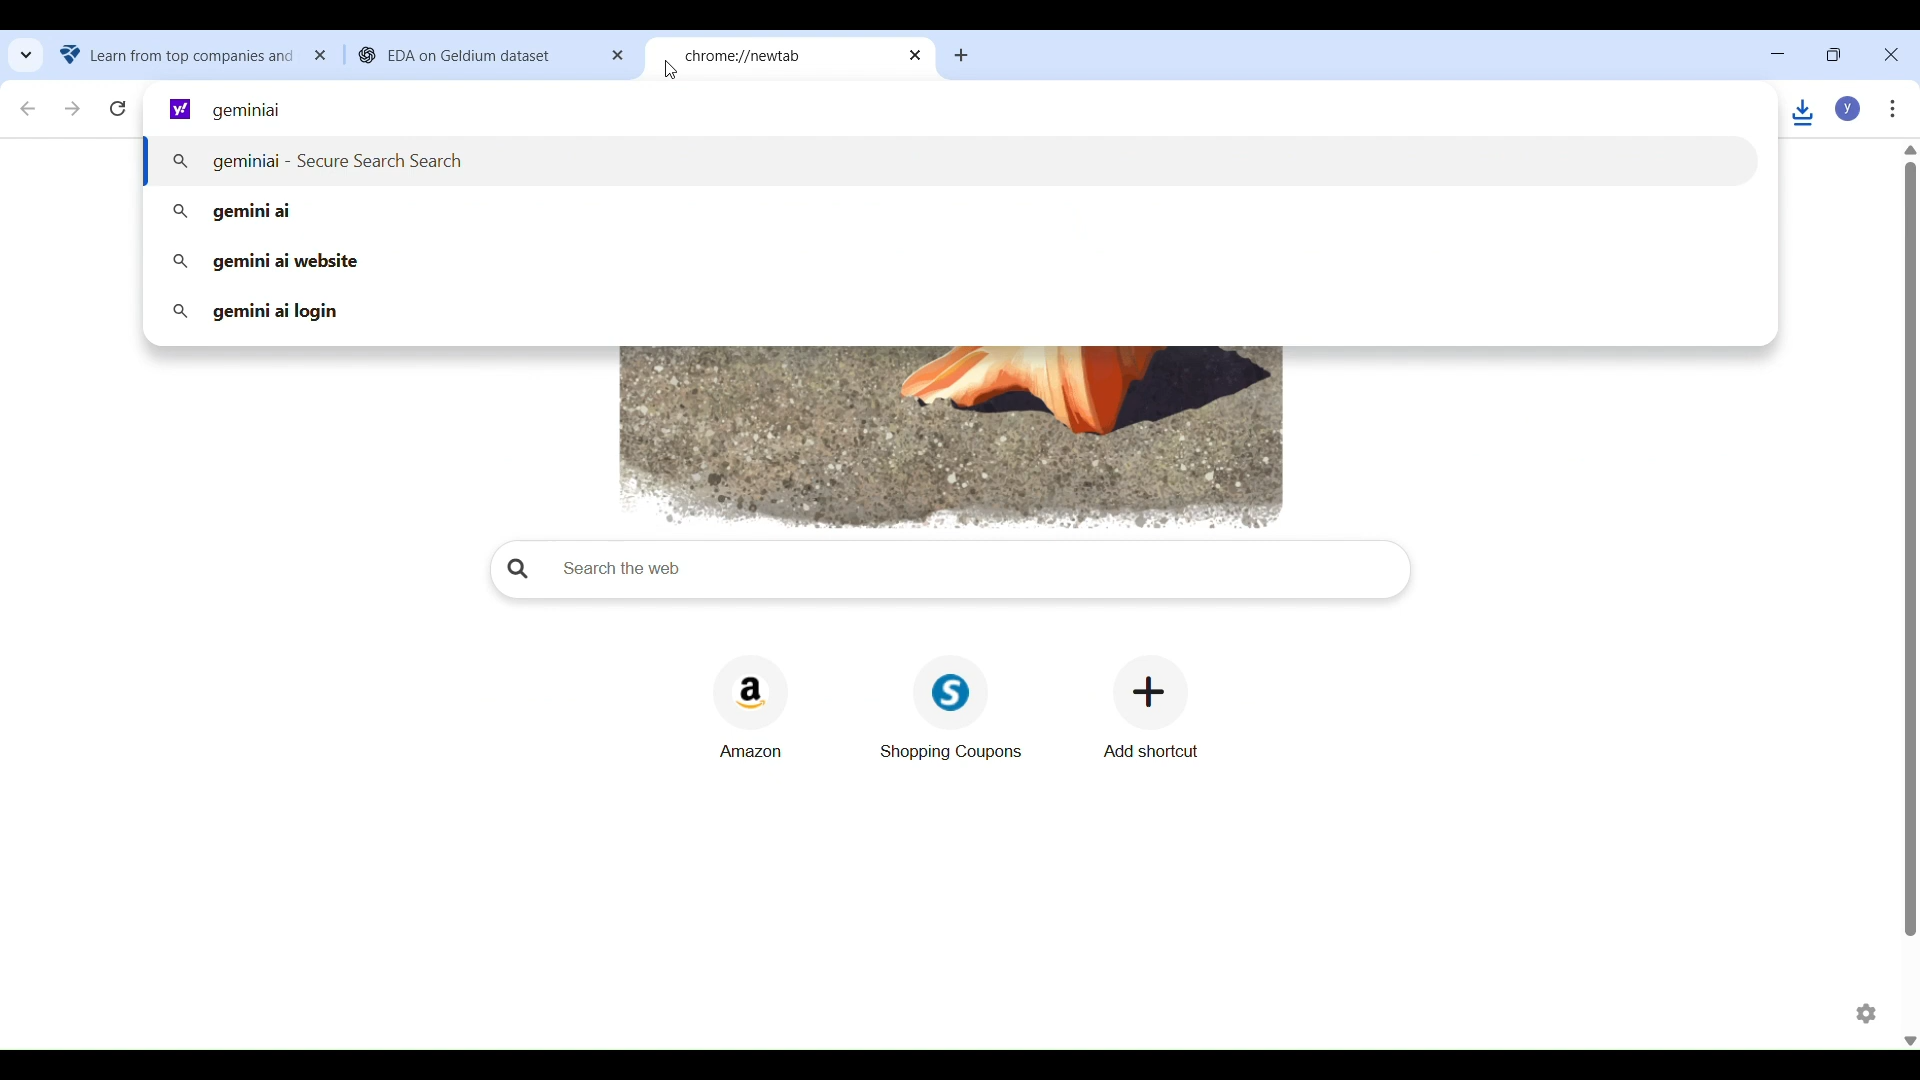 Learn from top companies and
EDA on Geldium dataset
chrome://newtab
y! geminiai
y
geminiai - Secure Search Search
gemini ai
gemini ai website
gemini ai login
Search the web
a
S
Amazon
Shopping Coupons
Add shortcut